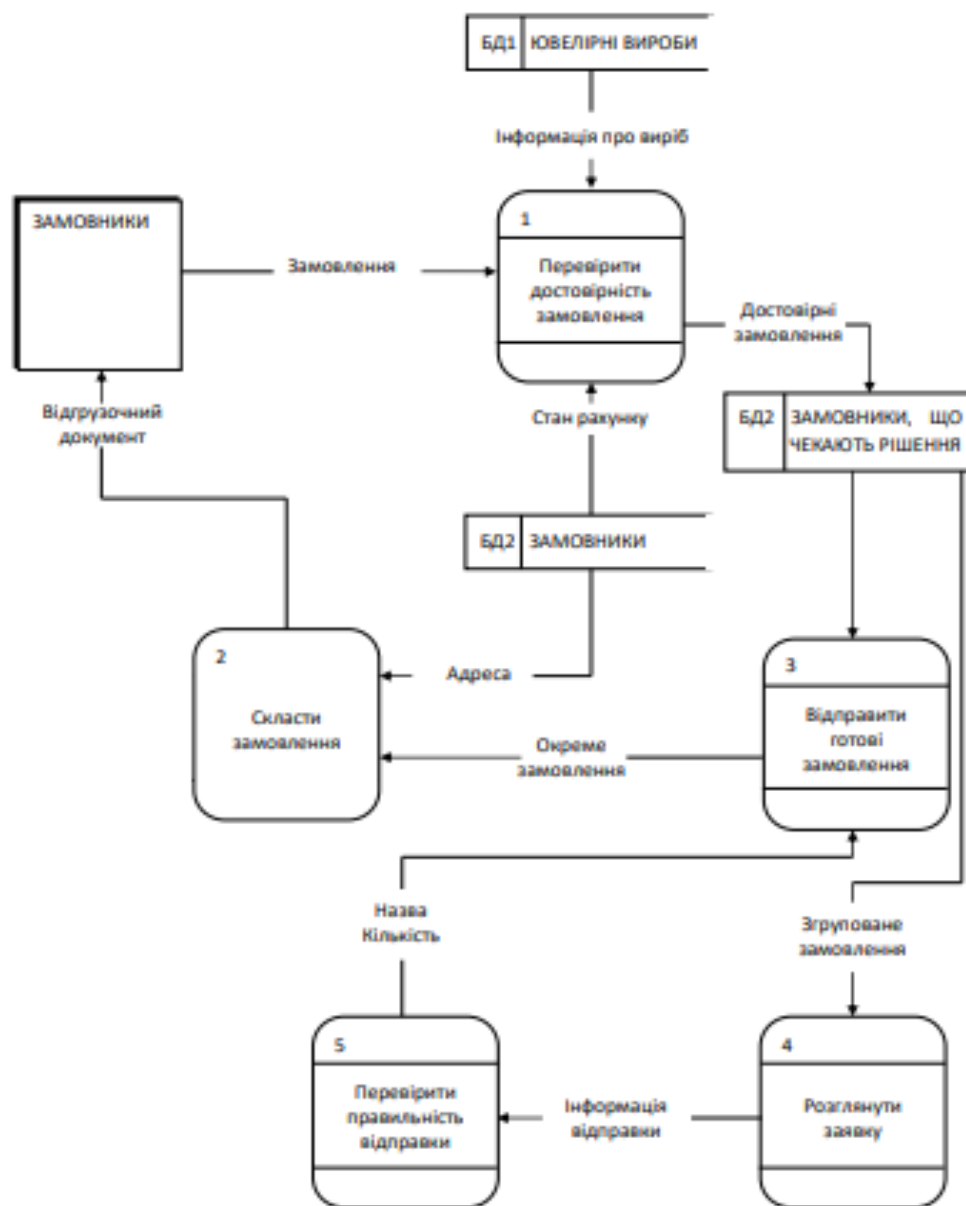 БД1 ЮВЕЛІРНІ ВИРОБИ
Інформація про виріб
ЗАМОВНИКИ
Замовлення
1
Перевірити
достовірність
замовлення
Достовірні
замовлення
Відгрузочний
документ
Стан рахунку
БД2 ЗАМОВНИКИ, ЩО
ЧЕКАЮТЬ РІШЕННЯ
БД2 ЗАМОВНИКИ
2
Скласти
замовлення
Адреса
3
Відправити
готові
замовлення
Окреме
замовлення
Назва
Кількість
Згруповане
замовлення
5
Перевірити
правильність
відправки
Інформація
відправки
4
Розглянути
заявку